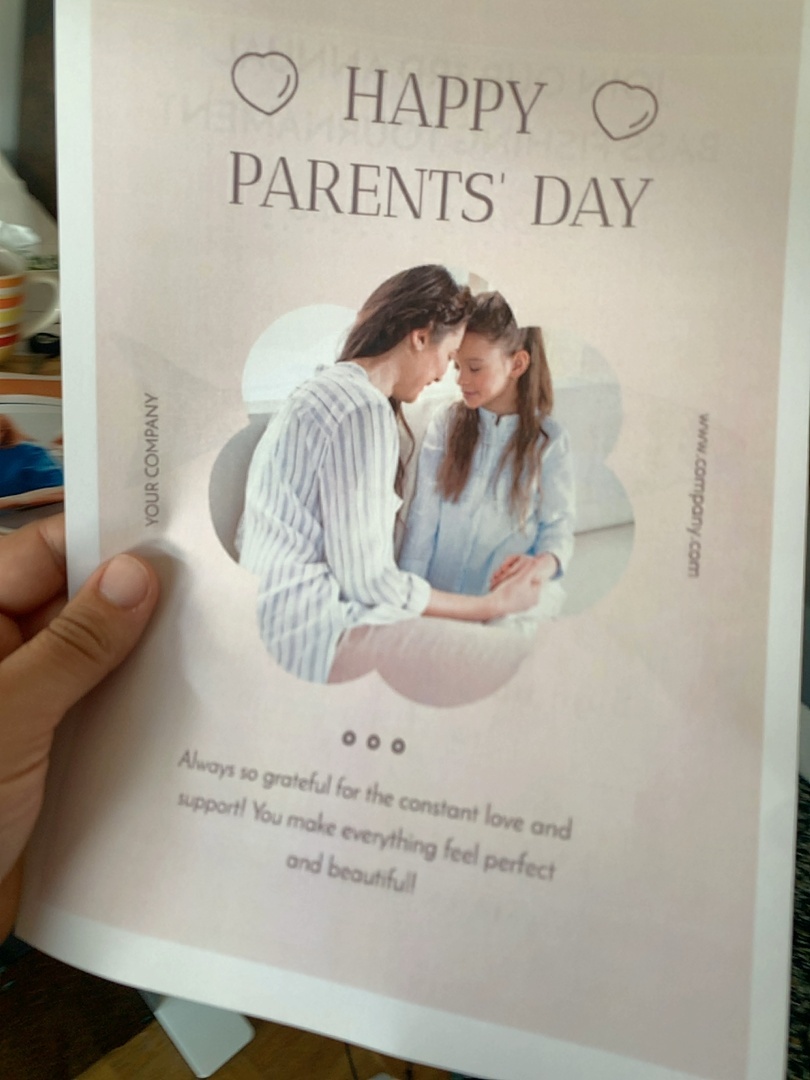 HAPPY
PARENTS' DAY
YOUR COMPANY
www.company.com
Always so grateful for the constant love and
support! You make everything feel perfect
and beautiful!